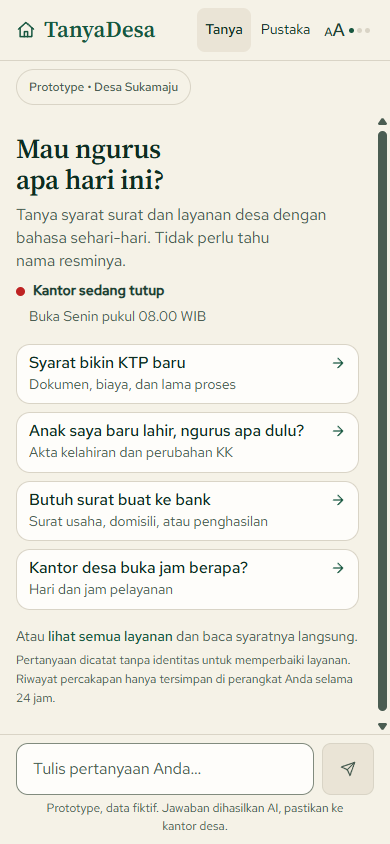 TanyaDesa
Tanya
Pustaka
AA
Prototype • Desa Sukamaju
Mau ngurus
apa hari ini?
Tanya syarat surat dan layanan desa dengan
bahasa sehari-hari. Tidak perlu tahu
nama resminya.
Kantor sedang tutup
Buka Senin pukul 08.00 WIB
Syarat bikin KTP baru
Dokumen, biaya, dan lama proses
Anak saya baru lahir, ngurus apa dulu?
Akta kelahiran dan perubahan KK
Butuh surat buat ke bank
Surat usaha, domisili, atau penghasilan
Kantor desa buka jam berapa?
Hari dan jam pelayanan
Atau lihat semua layanan dan baca syaratnya langsung.
Pertanyaan dicatat tanpa identitas untuk memperbaiki layanan.
Riwayat percakapan hanya tersimpan di perangkat Anda selama
24 jam.
Tulis pertanyaan Anda...
Prototype, data fiktif. Jawaban dihasilkan AI, pastikan ke
kantor desa.